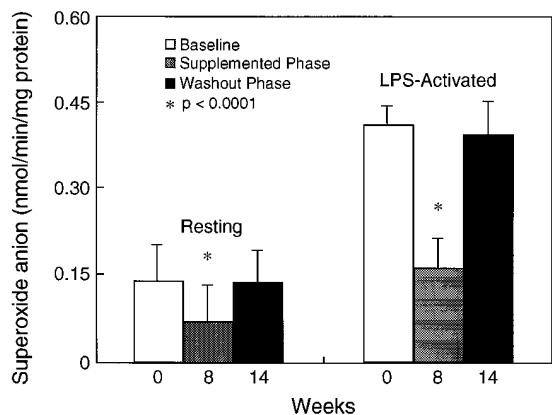 Superoxide anion (nmol/min/mg protein)
0.60
0.45
0.30
0.15
0
Baseline
Supplemented Phase
Washout Phase
* p < 0.0001
LPS-Activated
Resting
*
*
0 8 14 0 8 14
Weeks